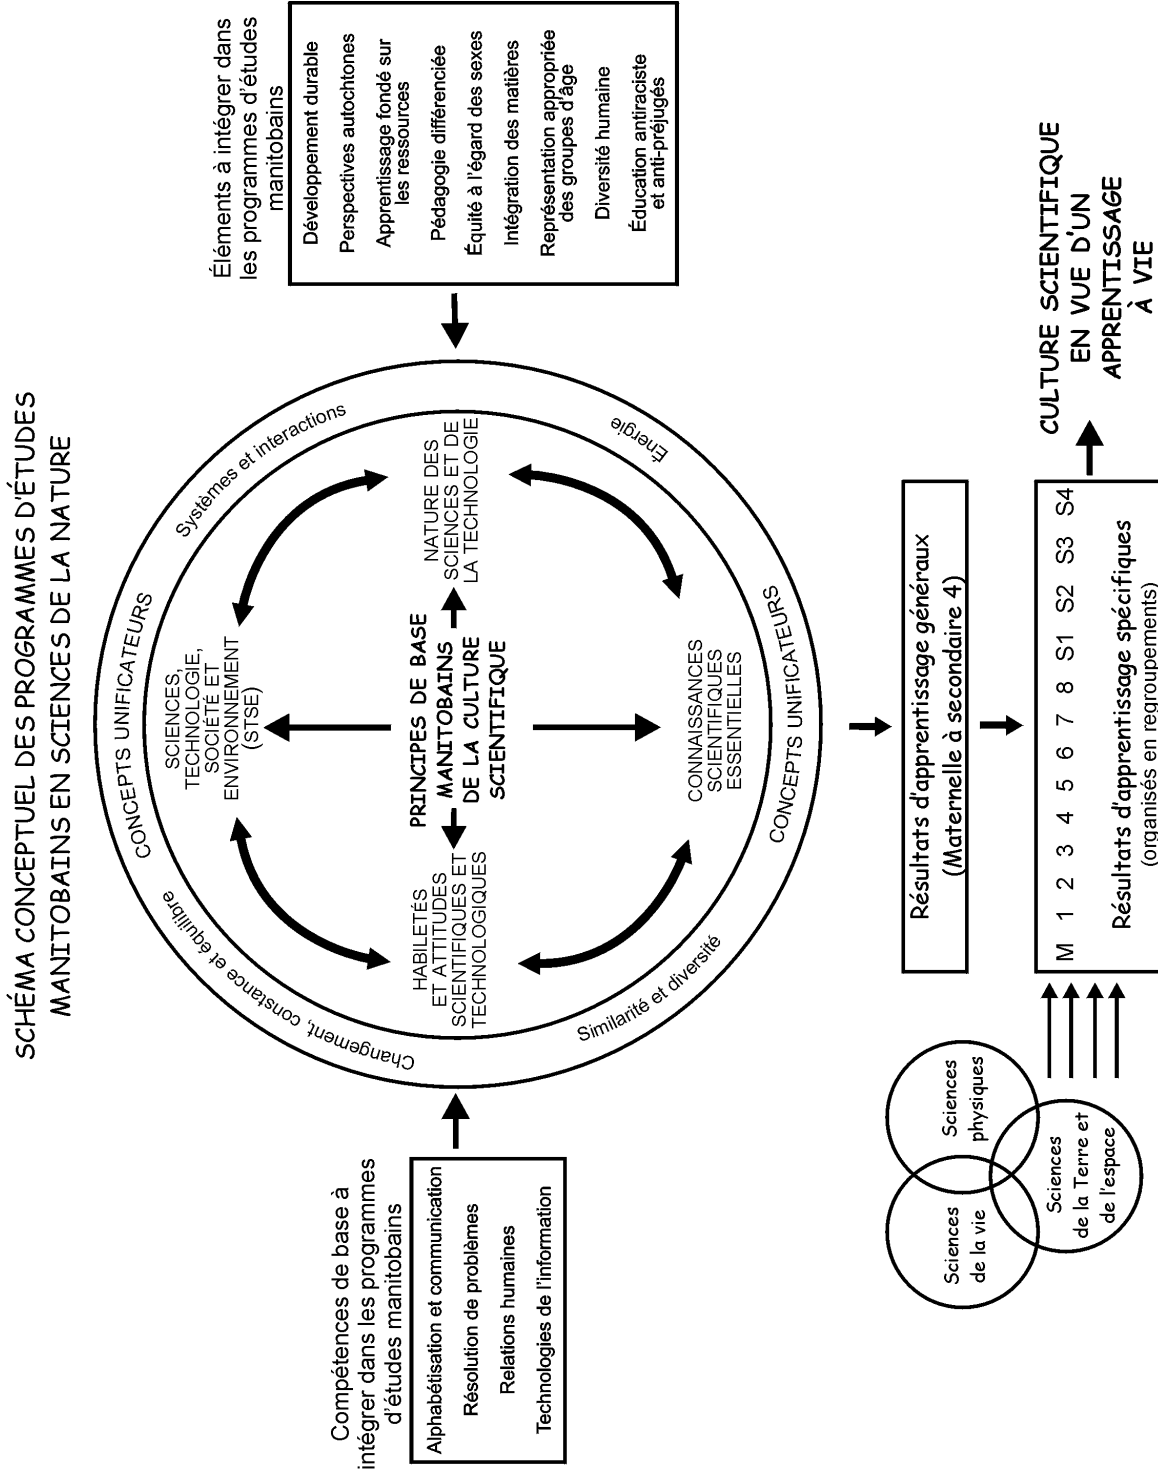 SCHÉMA CONCEPTUEL DES PROGRAMMES D'ÉTUDES
MANITOBAINS EN SCIENCES DE LA NATURE
Compétences de base à
intégrer dans les programmes
d'études manitobains
Alphabétisation et communication
Résolution de problèmes
Relations humaines
Technologies de l'information
CONCEPTS UNIFICATEURS
Changement, constance et équilibre
Systèmes et interactions
SCIENCES,
TECHNOLOGIE,
SOCIÉTÉ ET
ENVIRONNEMENT
(STSE)
HABILETÉS
ET ATTITUDES
SCIENTIFIQUES ET
TECHNOLOGIQUES
PRINCIPES DE BASE
MANITOBAINS
DE LA CULTURE
SCIENTIFIQUE
NATURE DES
SCIENCES ET DE
LA TECHNOLOGIE
CONNAISSANCES
SCIENTIFIQUES
ESSENTIELLES
Similarité et diversité
Énergie
CONCEPTS UNIFICATEURS
Éléments à intégrer dans
les programmes d'études
manitobains
Développement durable
Perspectives autochtones
Apprentissage fondé sur
les ressources
Pédagogie différenciée
Équité à l'égard des sexes
Intégration des matières
Représentation appropriée
des groupes d'âge
Diversité humaine
Éducation antiraciste
et anti-préjugés
Résultats d'apprentissage généraux
(Maternelle à secondaire 4)
Sciences
de la vie
Sciences
physiques
Sciences
de la Terre et
de l'espace
M 1 2 3 4 5 6 7 8 S1 S2 S3 S4
Résultats d'apprentissage spécifiques
(organisés en regroupements)
CULTURE SCIENTIFIQUE
EN VUE D'UN
APPRENTISSAGE
À VIE